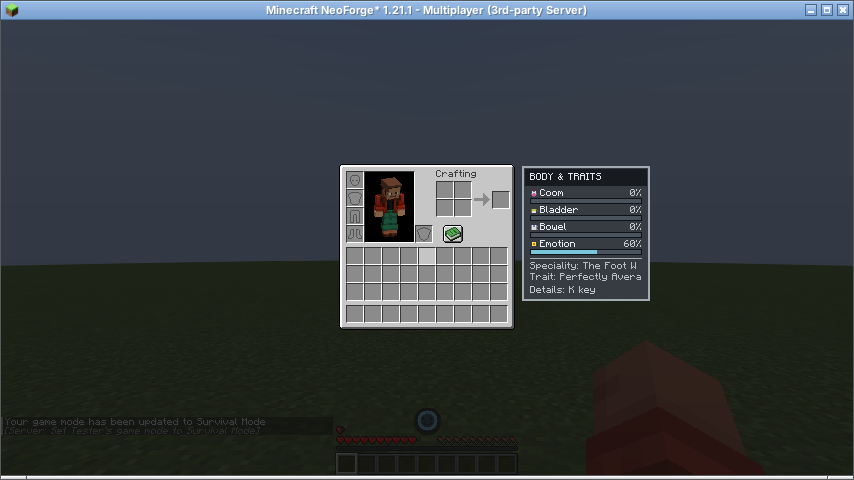 Minecraft NeoForge* 1.21.1 - Multiplayer (3rd-party Server)
Crafting
BODY & TRAITS
Coom 0%
Bladder 0%
Bowel 0%
Emotion 60%
Speciality: The Foot W
Trait: Perfectly Avera
Details: K key
Your game mode has been updated to Survival Mode
[Server: Set Tester's game mode to Survival Mode]